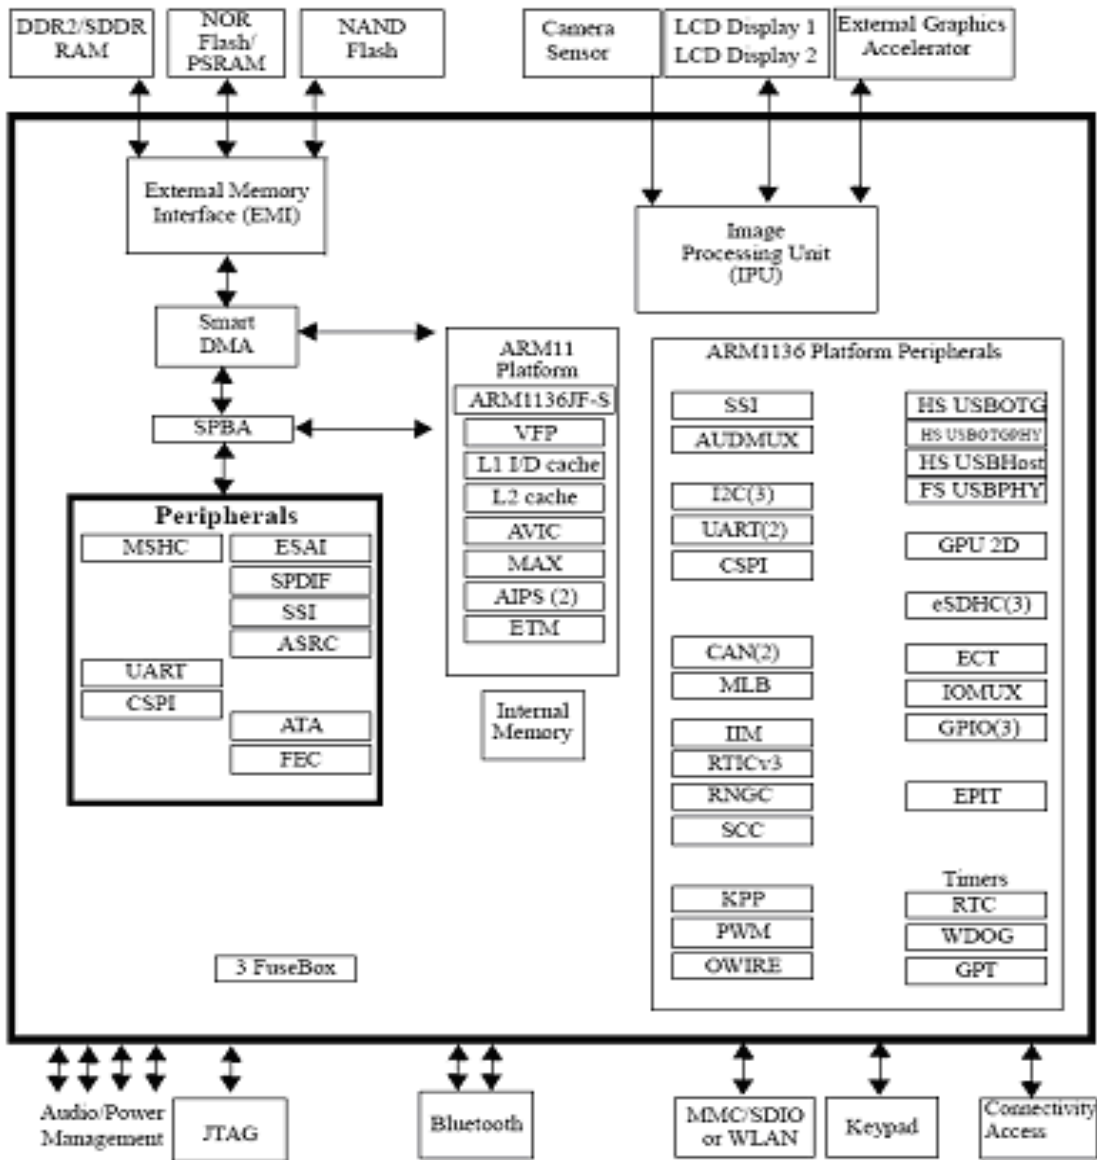 DDR2/SDDR
RAM
NOR
Flash/
PSRAM
NAND
Flash
Camera
Sensor
LCD Display 1
LCD Display 2
External Graphics
Accelerator
External Memory
Interface (EMI)
Image
Processing Unit
(IPU)
Smart
DMA
SPBA
Peripherals
MSHC
ESAI
SPDIF
SSI
ASRC
UART
CSPI
ATA
FEC
ARM11
Platform
ARM1136JF-S
VFP
L1 I/D cache
L2 cache
AVIC
MAX
AIPS (2)
ETM
Internal
Memory
ARM1136 Platform Peripherals
SSI
AUDMUX
I2C(3)
UART(2)
CSPI
CAN(2)
MLB
IIM
RTICv3
RNGC
SCC
KPP
PWM
OWIRE
HS USBOTG
HS USBOTGPHY
HS USBHost
FS USBPHY
GPU 2D
eSDHC(3)
ECT
IOMUX
GPIO(3)
EPIT
Timers
RTC
WDOG
GPT
3 FuseBox
Audio/Power
Management
JTAG
Bluetooth
MMC/SDIO
or WLAN
Keypad
Connectivity
Access